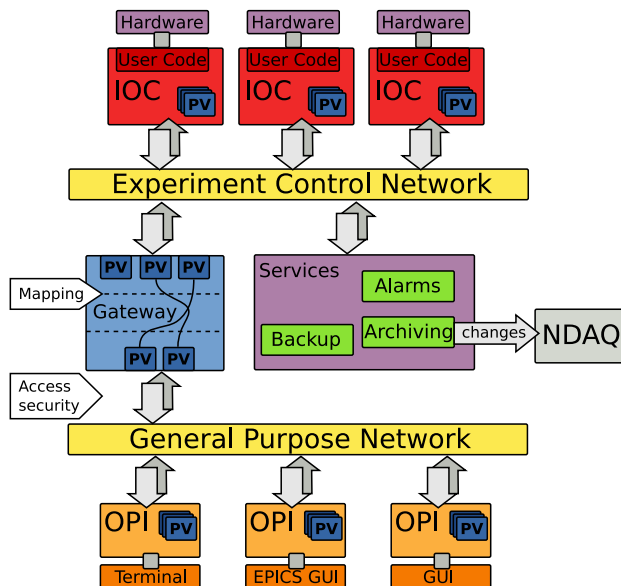 Hardware Hardware Hardware
User Code User Code User Code
IOC IOC IOC
PV PV PV
Experiment Control Network
PV PV PV
Services
Alarms
Mapping
Gateway
Backup
Archiving
changes
NDAQ
PV PV
Access
security
General Purpose Network
OPI OPI OPI
PV PV PV
Terminal EPICS GUI GUI